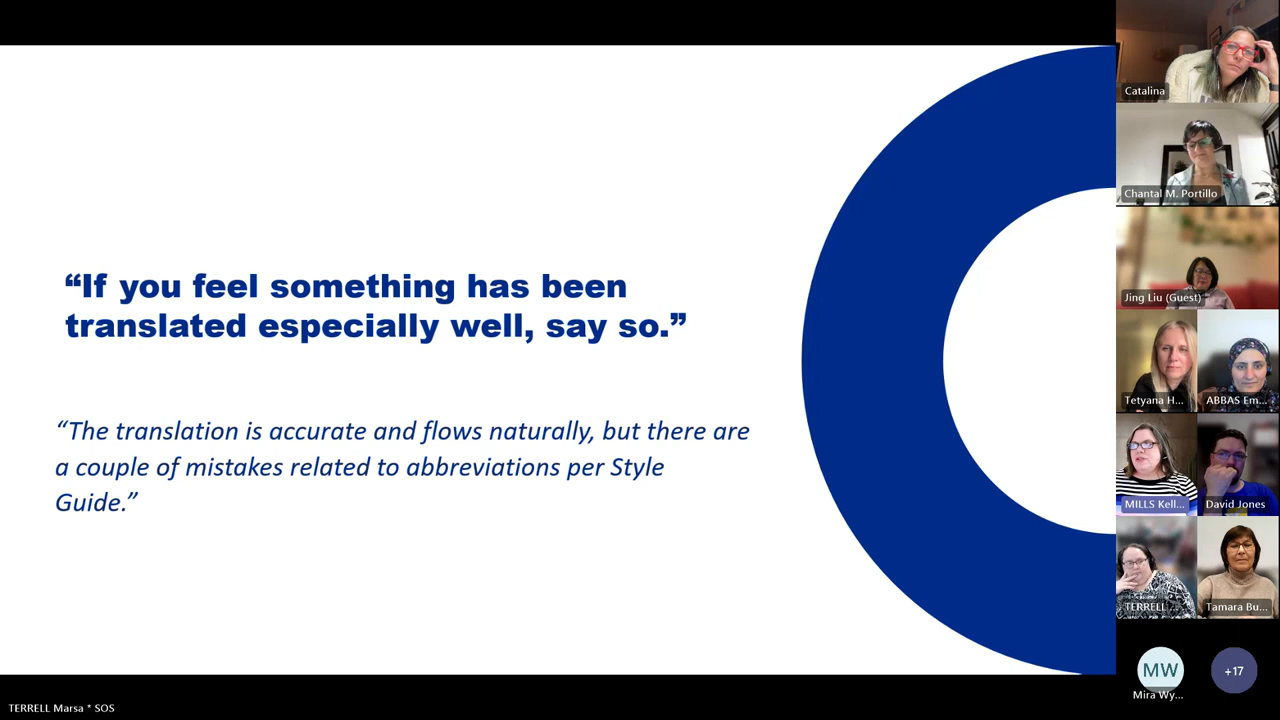 “If you feel something has been
translated especially well, say so.”
“The translation is accurate and flows naturally, but there are
a couple of mistakes related to abbreviations per Style
Guide.”
Catalina
Chantal M. Portillo
Jing Liu (Guest)
Tetyana H...
ABBAS Em...
MILLS Kell...
David Jones
TERRELL ...
Tamara Bu...
MW
Mira Wy...
+17
TERRELL Marsa * SOS